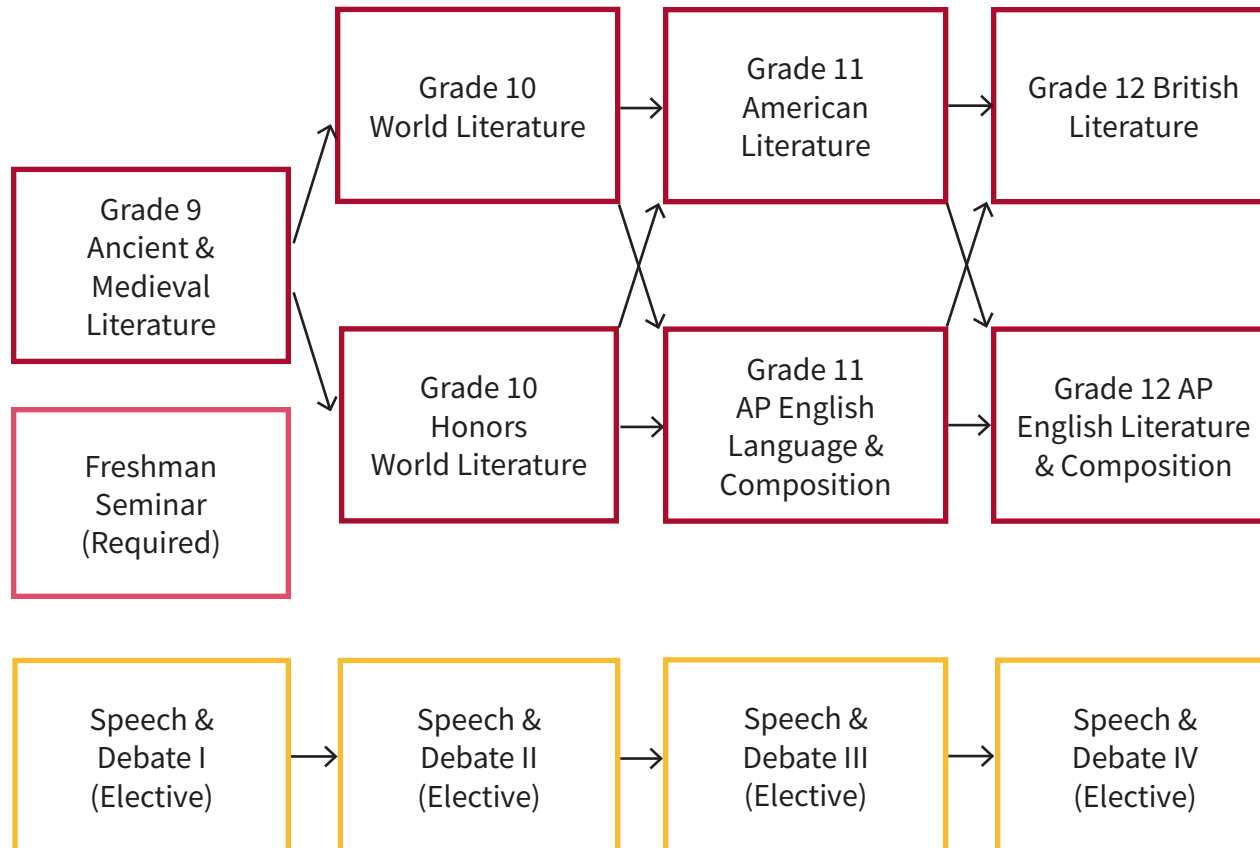 Grade 9
Ancient &
Medieval
Literature
Freshman
Seminar
(Required)
Grade 10
World Literature
Grade 10
Honors
World Literature
Grade 11
American
Literature
Grade 11
AP English
Language &
Composition
Grade 12 British
Literature
Grade 12 AP
English Literature
& Composition
Speech &
Debate I
(Elective)
Speech &
Debate II
(Elective)
Speech &
Debate III
(Elective)
Speech &
Debate IV
(Elective)